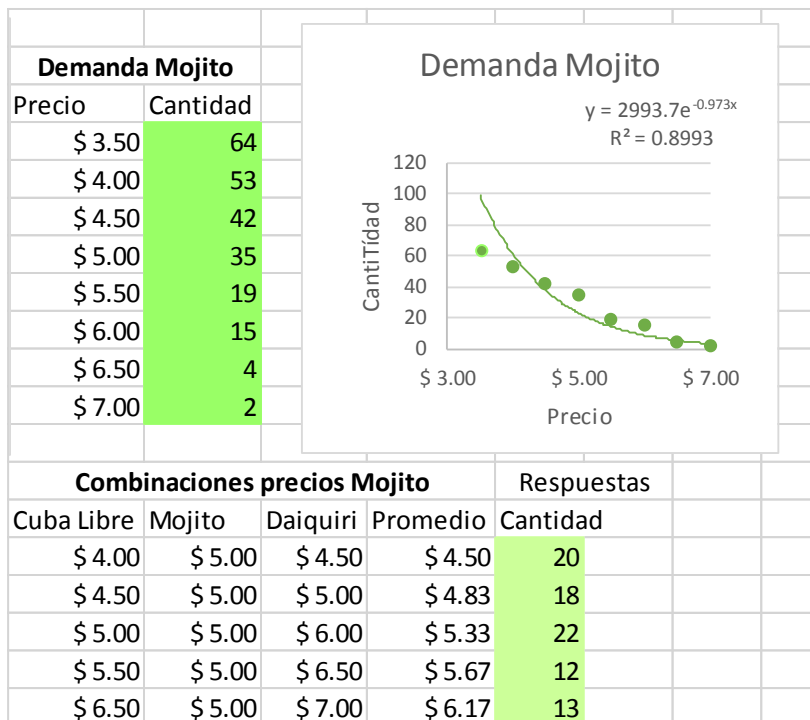 Demanda Mojito
Precio Cantidad
$ 3.50 64
$ 4.00 53
$ 4.50 42
$ 5.00 35
$ 5.50 19
$ 6.00 15
$ 6.50 4
$ 7.00 2
Demanda Mojito
y = 2993.7e^-0.973x
R² = 0.8993
120
100
80
60
40
20
0
CantiTídad
$ 3.00 $ 5.00 $ 7.00
Precio
Combinaciones precios Mojito Respuestas
Cuba Libre Mojito Daiquiri Promedio Cantidad
$ 4.00 $ 5.00 $ 4.50 $ 4.50 20
$ 4.50 $ 5.00 $ 5.00 $ 4.83 18
$ 5.00 $ 5.00 $ 6.00 $ 5.33 22
$ 5.50 $ 5.00 $ 6.50 $ 5.67 12
$ 6.50 $ 5.00 $ 7.00 $ 6.17 13